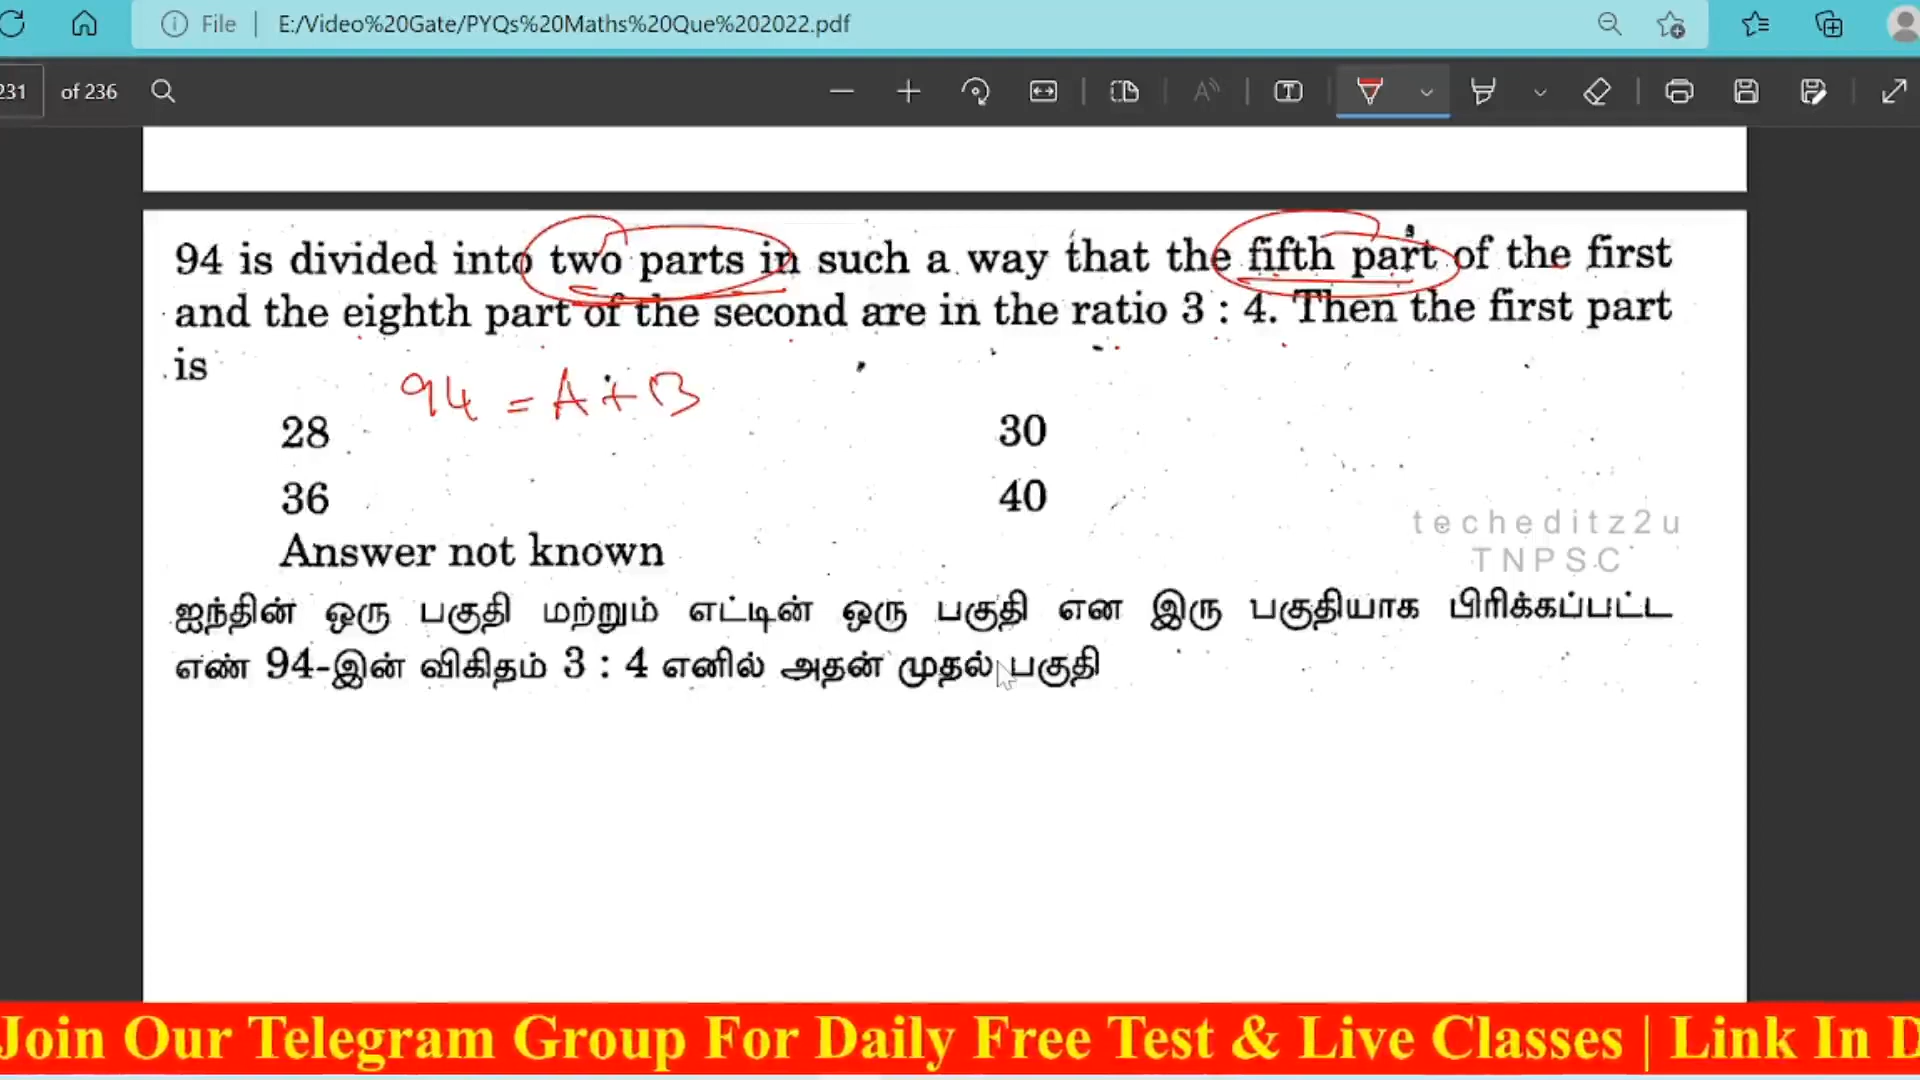 File | E:/Video%20Gate/PYQs%20Maths%20Que%202022.pdf
231 of 236
94 is divided into two parts in such a way that the fifth part of the first
and the eighth part of the second are in the ratio 3 : 4. Then the first part
is
94 = A+B
28 30
36 40
Answer not known
techeditz2u
TNPSC
ஐந்தின் ஒரு பகுதி மற்றும் எட்டின் ஒரு பகுதி என இரு பகுதியாக பிரிக்கப்பட்ட
எண் 94-இன் விகிதம் 3 : 4 எனில் அதன் முதல் பகுதி
Join Our Telegram Group For Daily Free Test & Live Classes | Link In D